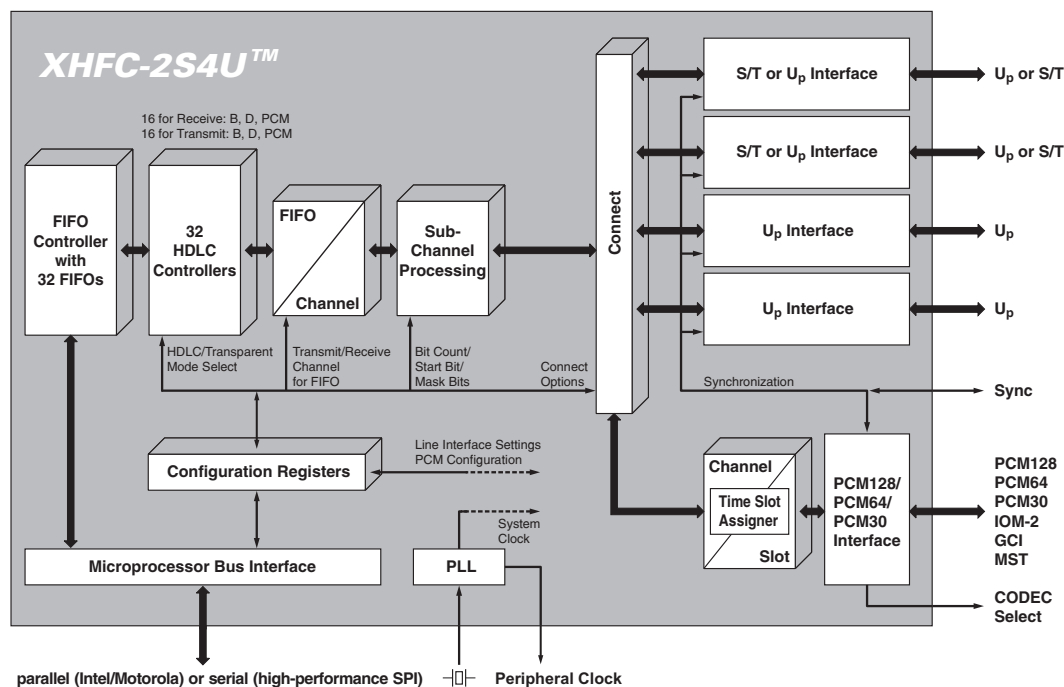 XHFC-2S4U™
16 for Receive: B, D, PCM
16 for Transmit: B, D, PCM
FIFO
Controller
with
32 FIFOs
32
HDLC
Controllers
FIFO
Channel
Sub-
Channel
Processing
Connect
S/T or Up Interface
Up or S/T
S/T or Up Interface
Up or S/T
Up Interface
Up
Up Interface
Up
HDLC/Transparent
Mode Select
Transmit/Receive
Channel
for FIFO
Bit Count/
Start Bit/
Mask Bits
Connect
Options
Synchronization
Sync
Configuration Registers
Line Interface Settings
PCM Configuration
Channel
Time Slot
Assigner
Slot
PCM128/
PCM64/
PCM30
Interface
PCM128
PCM64
PCM30
IOM-2
GCI
MST
System
Clock
Microprocessor Bus Interface
PLL
CODEC
Select
parallel (Intel/Motorola) or serial (high-performance SPI)
Peripheral Clock